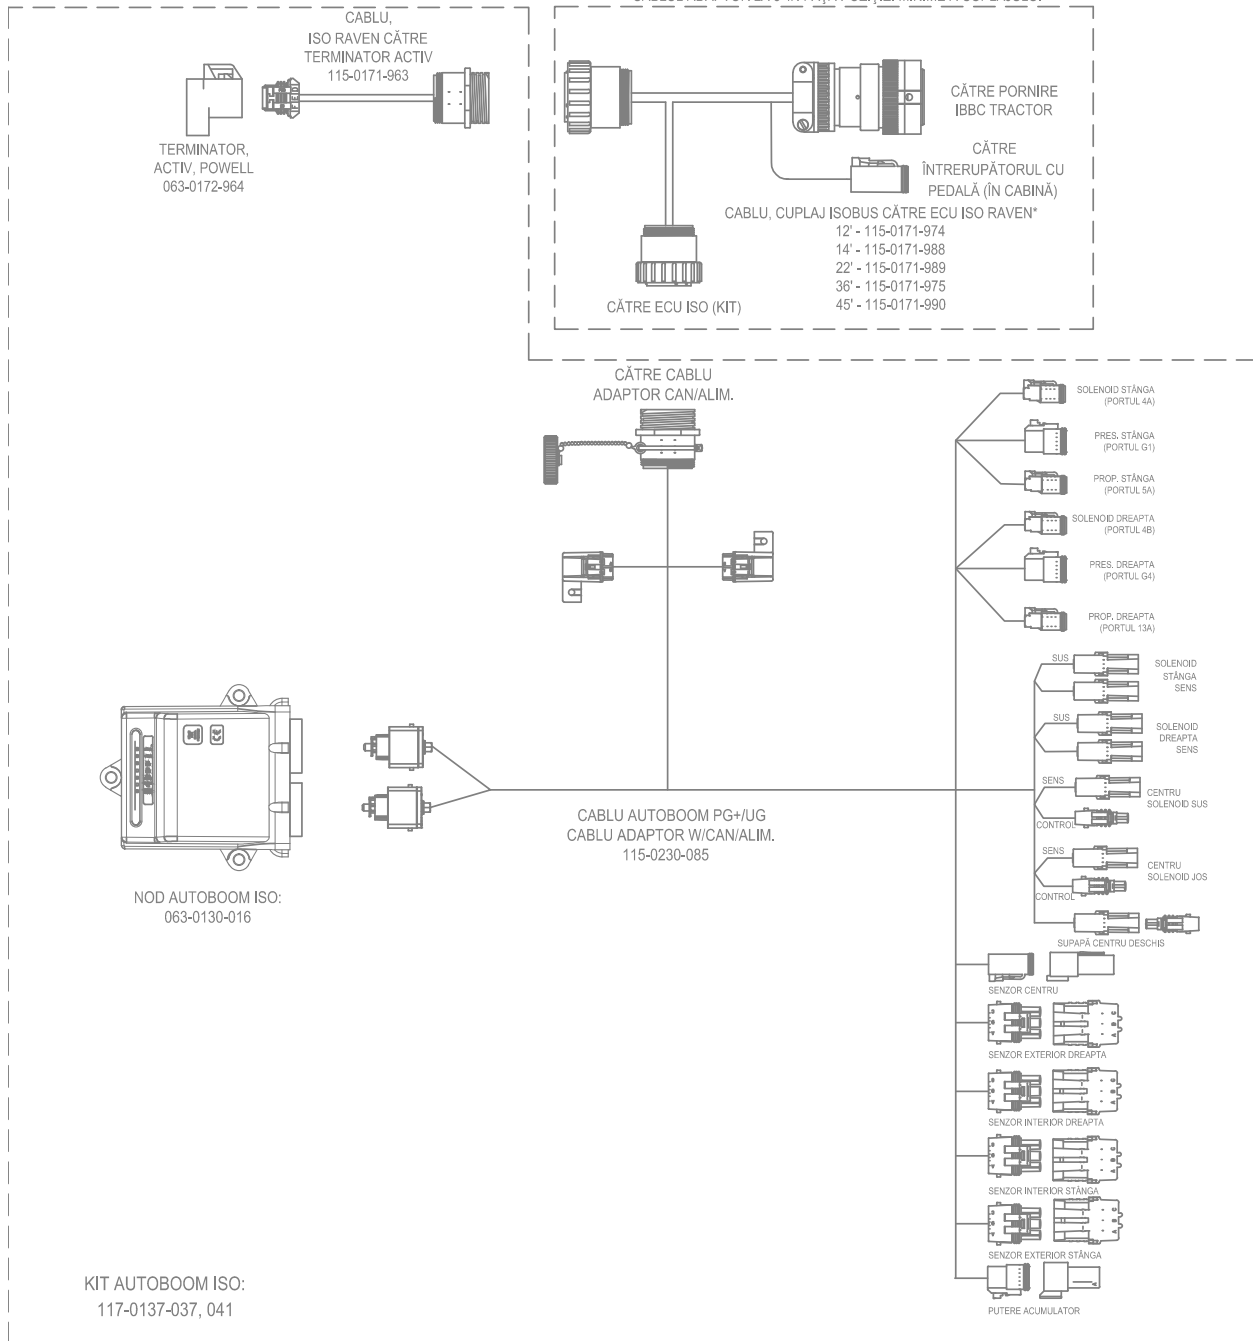 CABLU,
ISO RAVEN CĂTRE
TERMINATOR ACTIV
115-0171-963
TERMINATOR,
ACTIV, POWELL
063-0172-964
CĂTRE PORNIRE
IBBC TRACTOR
CĂTRE
ÎNTRERUPĂTORUL CU
PEDALĂ (ÎN CABINĂ)
CABLU, CUPLAJ ISOBUS CĂTRE ECU ISO RAVEN*
12' - 115-0171-974
14' - 115-0171-988
22' - 115-0171-989
36' - 115-0171-975
45' - 115-0171-990
CĂTRE ECU ISO (KIT)
CĂTRE CABLU
ADAPTOR CAN/ALIM.
SOLENOID STÂNGA
(PORTUL 4A)
PRES. STÂNGA
(PORTUL G1)
PROP. STÂNGA
(PORTUL 5A)
SOLENOID DREAPTA
(PORTUL 4B)
PRES. DREAPTA
(PORTUL G4)
PROP. DREAPTA
(PORTUL 13A)
SUS
SOLENOID
STÂNGA
SENS
SUS
SOLENOID
DREAPTA
SENS
SENS
CENTRU
SOLENOID SUS
CONTROL
SENS
CENTRU
SOLENOID JOS
CONTROL
SUPAPĂ CENTRU DESCHIS
CABLU AUTOBOOM PG+/UG
CABLU ADAPTOR W/CAN/ALIM.
115-0230-085
NOD AUTOBOOM ISO:
063-0130-016
SENZOR CENTRU
SENZOR EXTERIOR DREAPTA
SENZOR INTERIOR DREAPTA
SENZOR INTERIOR STÂNGA
SENZOR EXTERIOR STÂNGA
PUTERE ACUMULATOR
KIT AUTOBOOM ISO:
117-0137-037, 041